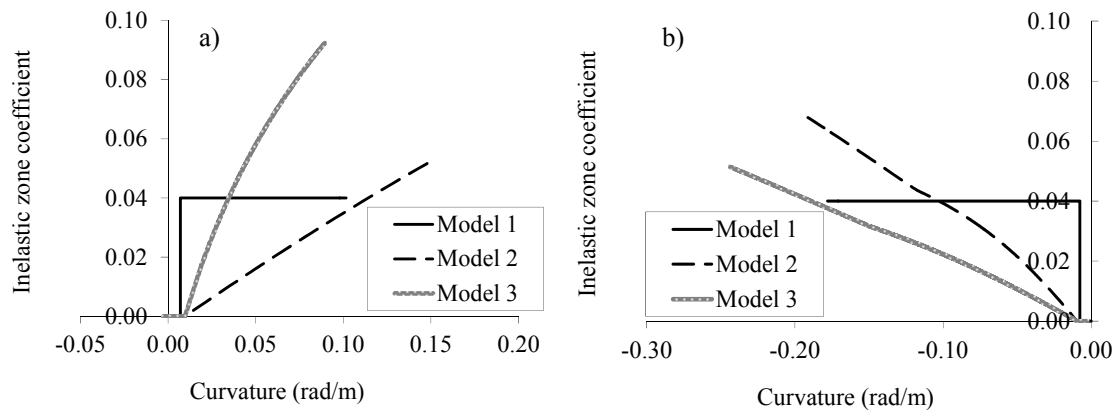 a)
Inelastic zone coefficient
0.10
0.08
0.06
0.04
0.02
0.00
-0.05
0.00
0.05
0.10
0.15
0.20
Curvature (rad/m)
Model 1
Model 2
Model 3
b)
Inelastic zone coefficient
0.10
0.08
0.06
0.04
0.02
0.00
-0.30
-0.20
-0.10
0.00
Curvature (rad/m)
Model 1
Model 2
Model 3